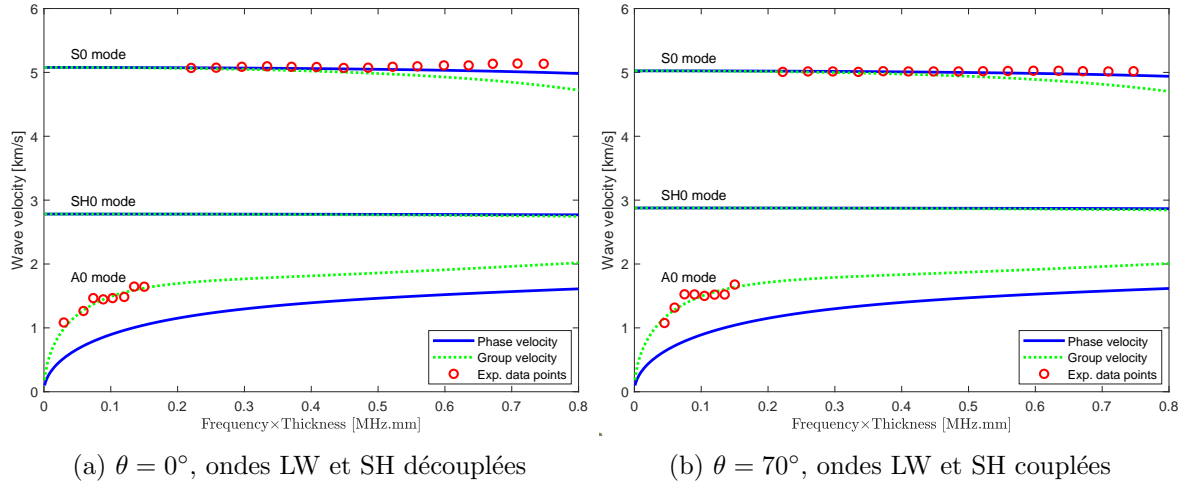 6
5
4
3
2
1
0
Wave velocity [km/s]
S0 mode
SH0 mode
A0 mode
Phase velocity
Group velocity
Exp. data points
0 0.1 0.2 0.3 0.4 0.5 0.6 0.7 0.8
Frequency×Thickness [MHz.mm]
(a) θ = 0°, ondes LW et SH découplées
6
5
4
3
2
1
0
Wave velocity [km/s]
S0 mode
SH0 mode
A0 mode
Phase velocity
Group velocity
Exp. data points
0 0.1 0.2 0.3 0.4 0.5 0.6 0.7 0.8
Frequency×Thickness [MHz.mm]
(b) θ = 70°, ondes LW et SH couplées